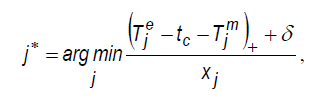 j* = arg min_j ((T_j^e − t_c − T_j^m)_+ + δ) / x_j ,